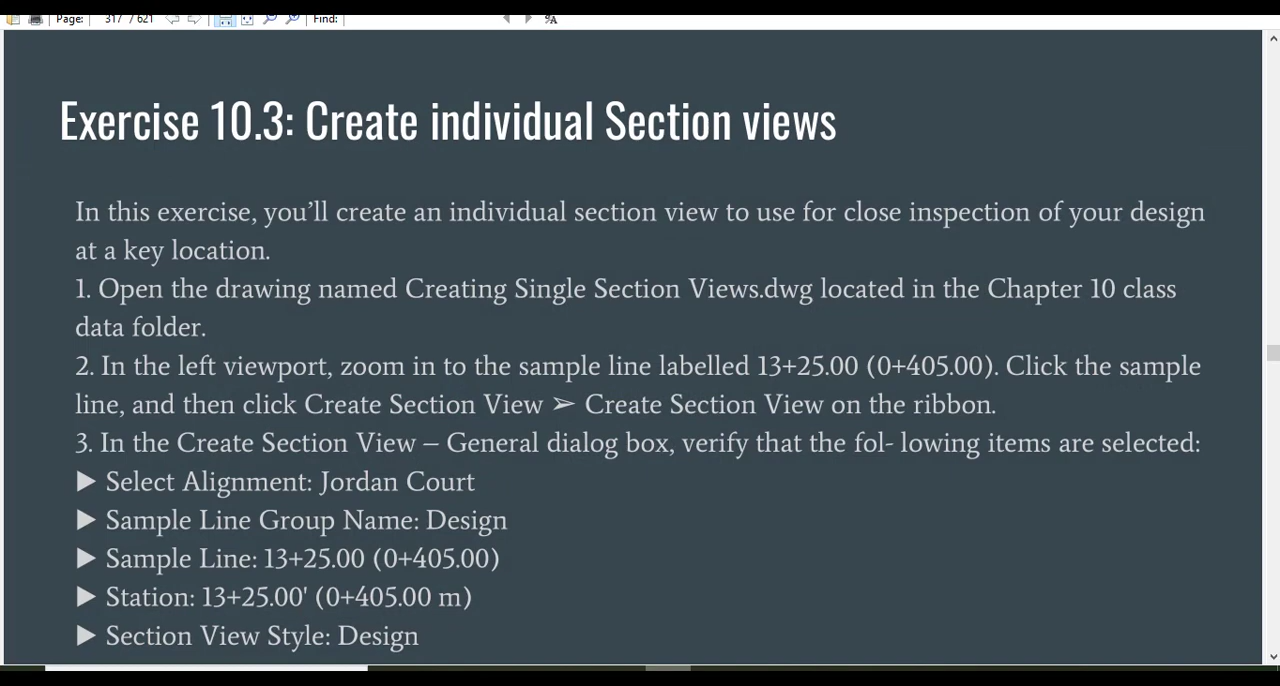 Page: 317 / 621 Find:
Exercise 10.3: Create individual Section views
In this exercise, you’ll create an individual section view to use for close inspection of your design
at a key location.
1. Open the drawing named Creating Single Section Views.dwg located in the Chapter 10 class
data folder.
2. In the left viewport, zoom in to the sample line labelled 13+25.00 (0+405.00). Click the sample
line, and then click Create Section View ➢ Create Section View on the ribbon.
3. In the Create Section View – General dialog box, verify that the fol- lowing items are selected:
▶ Select Alignment: Jordan Court
▶ Sample Line Group Name: Design
▶ Sample Line: 13+25.00 (0+405.00)
▶ Station: 13+25.00' (0+405.00 m)
▶ Section View Style: Design